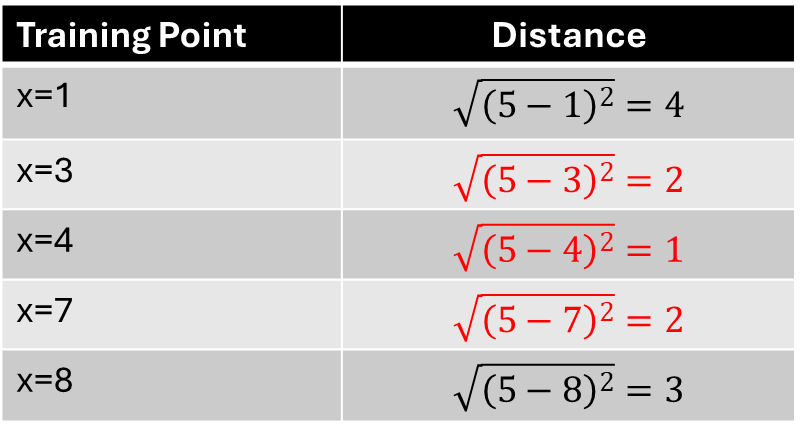 Training Point Distance
x=1 √(5 − 1)² = 4
x=3 √(5 − 3)² = 2
x=4 √(5 − 4)² = 1
x=7 √(5 − 7)² = 2
x=8 √(5 − 8)² = 3